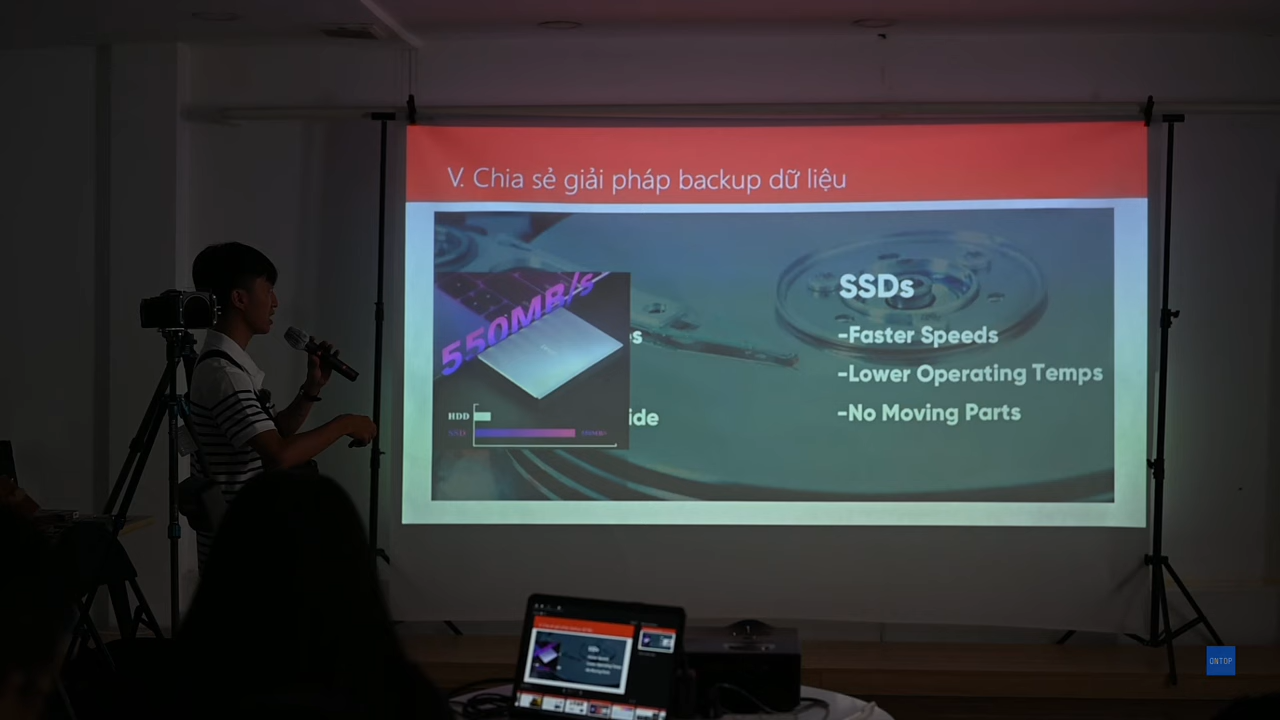 V. Chia sẻ giải pháp backup dữ liệu
550MB/s
s
ide
HDD
SSD
SSDs
-Faster Speeds
-Lower Operating Temps
-No Moving Parts
ONTOP